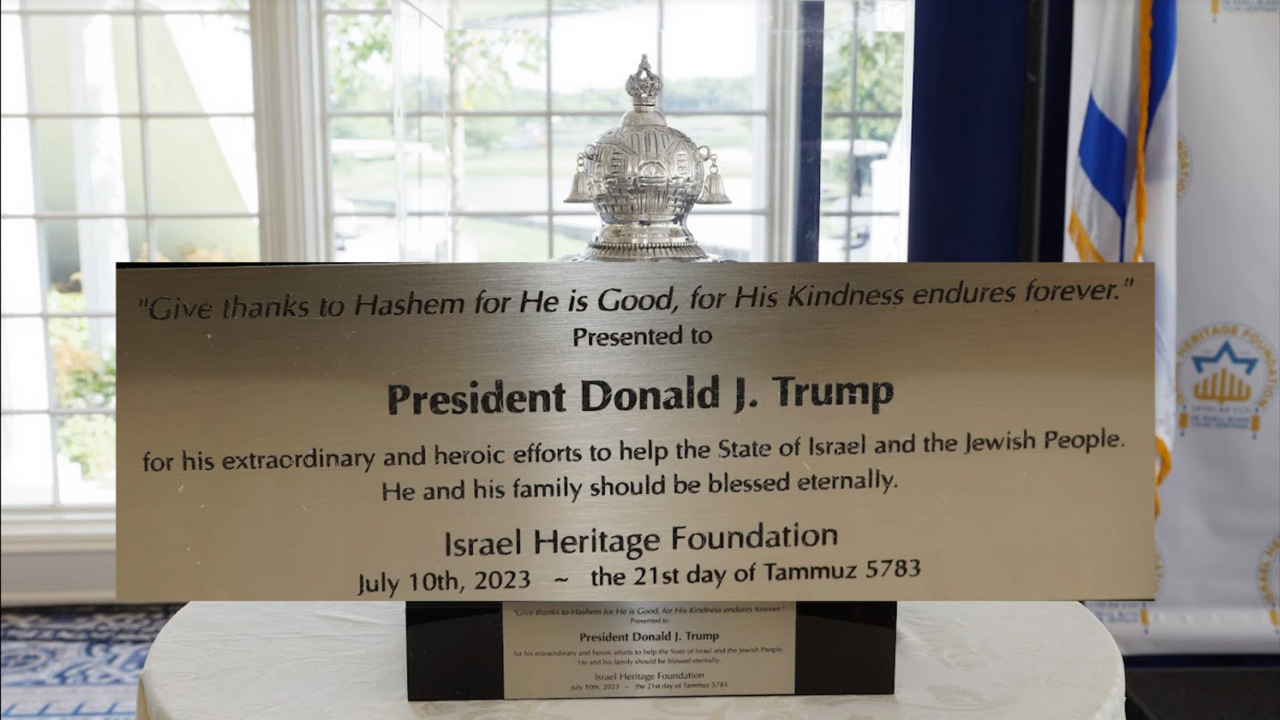 "Give thanks to Hashem for He is Good, for His Kindness endures forever."
Presented to
President Donald J. Trump
for his extraordinary and heroic efforts to help the State of Israel and the Jewish People.
He and his family should be blessed eternally.
Israel Heritage Foundation
July 10th, 2023 ~ the 21st day of Tammuz 5783
"Give thanks to Hashem for He is Good, for His Kindness endures forever."
Presented to
President Donald J. Trump
for his extraordinary and heroic efforts to help the State of Israel and the Jewish People.
He and his family should be blessed eternally.
Israel Heritage Foundation
July 10th, 2023 ~ the 21st day of Tammuz 5783
HERITAGE FOUNDATION